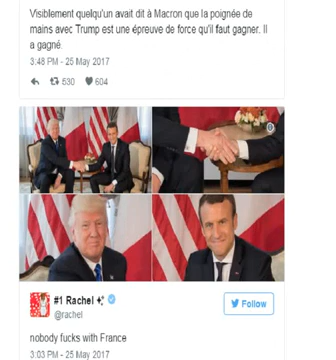 Visiblement quelqu'un avait dit à Macron que la poignée de
mains avec Trump est une épreuve de force qu'il faut gagner. Il
a gagné.
3:48 PM - 25 May 2017
530 604
#1 Rachel
@rachel
Follow
nobody fucks with France
3:03 PM - 25 May 2017